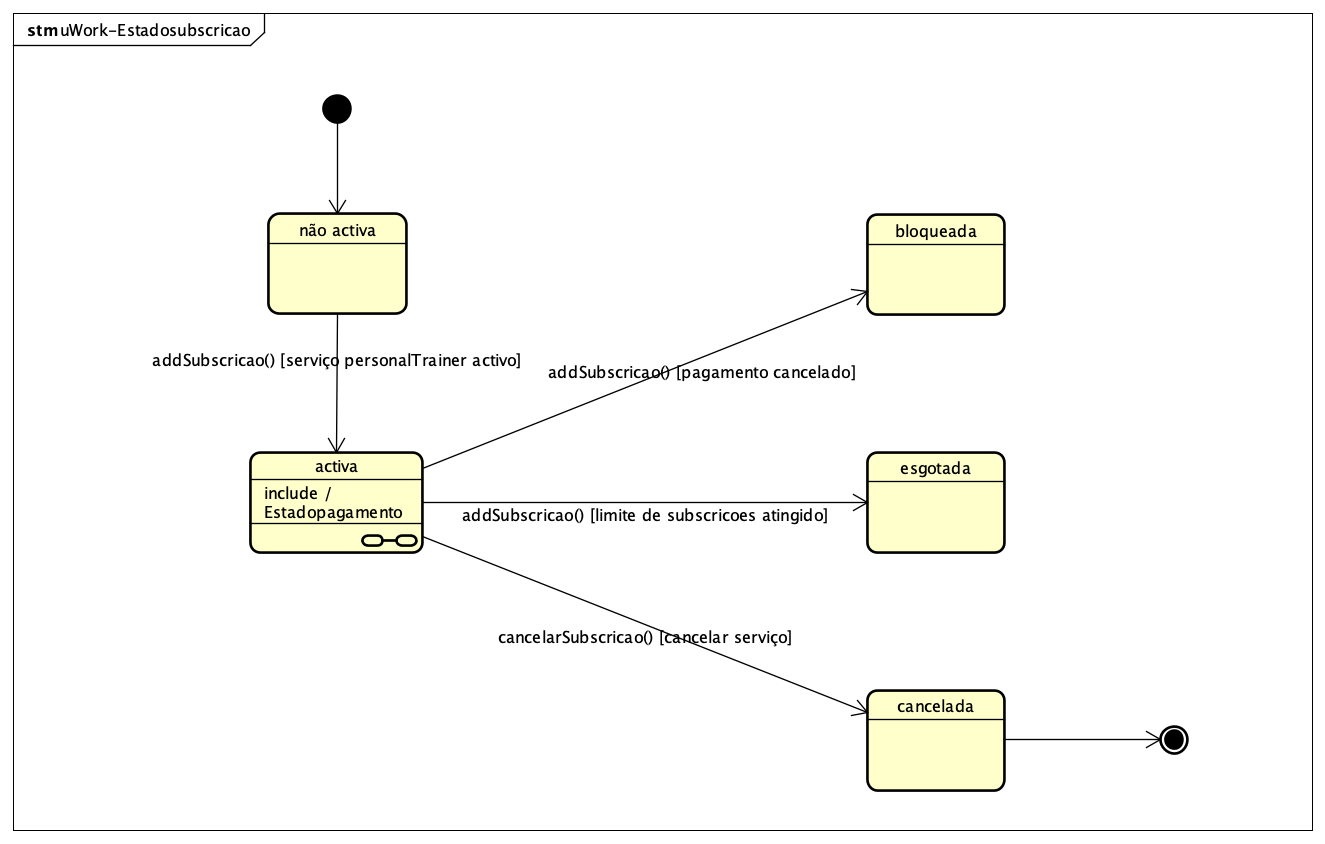 stm uWork-Estadosubscricao
não activa
bloqueada
addSubscricao() [serviço personalTrainer activo]
addSubscricao() [pagamento cancelado]
activa
include /
Estadopagamento
esgotada
addSubscricao() [limite de subscricoes atingido]
cancelarSubscricao() [cancelar serviço]
cancelada